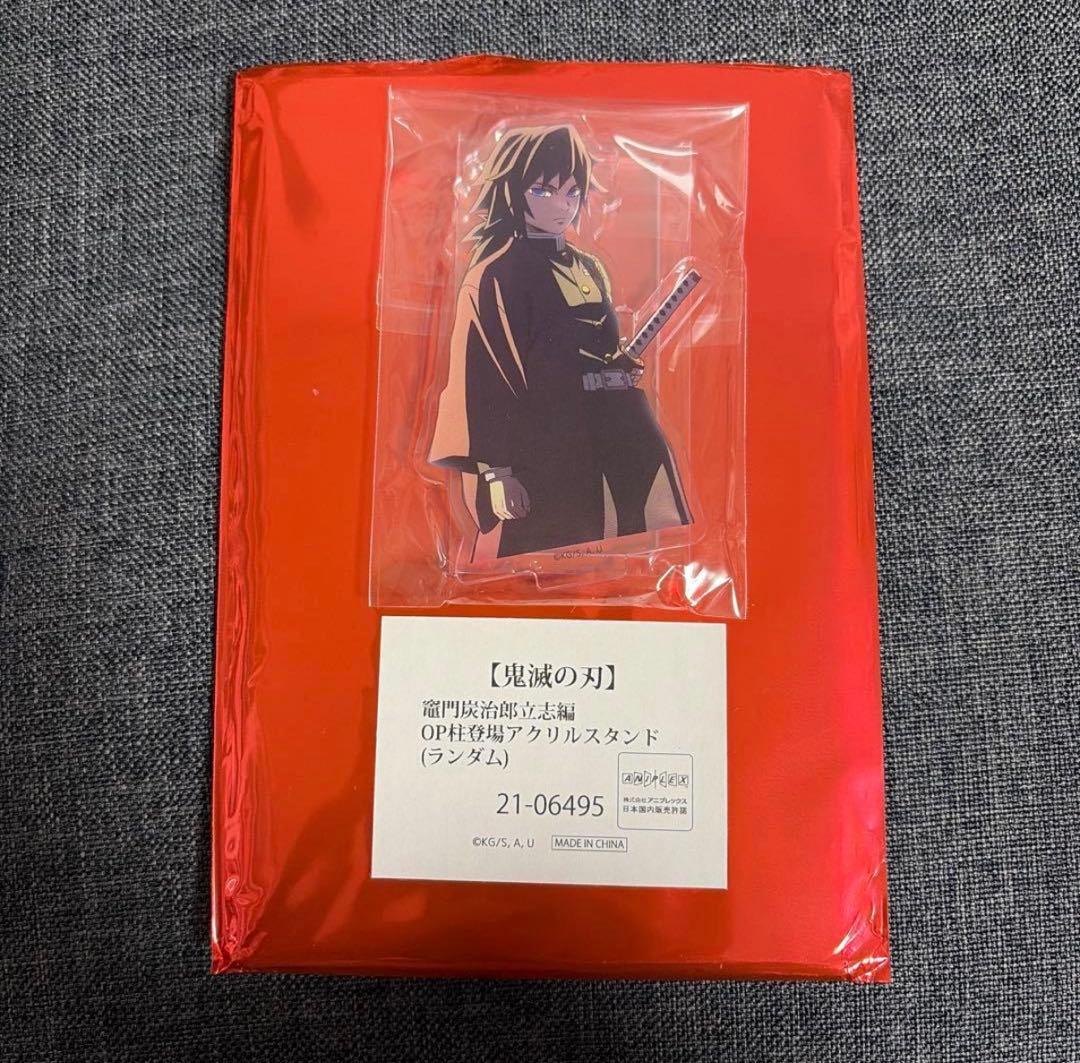 ©KG/S, A, U
【鬼滅の刃】
竈門炭治郎立志編
OP柱登場アクリルスタンド
(ランダム)
21-06495
ANIPLEX
株式会社アニプレックス
日本国内販売許諾
©KG/S, A, U
MADE IN CHINA